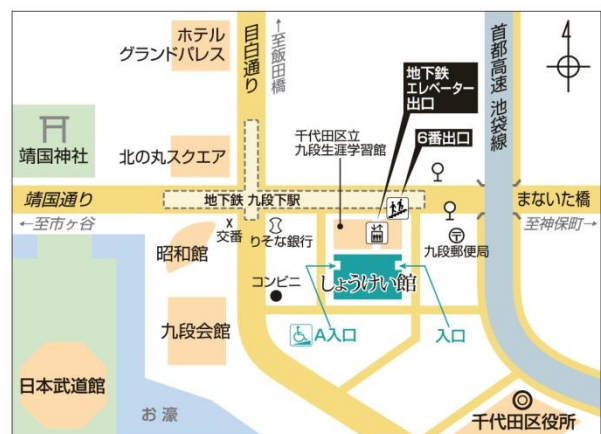 ホテル
グランドパレス
目白通り
←至飯田橋
首都高速 池袋線
4
地下鉄
エレベーター
出口
千代田区立
九段生涯学習館
6番出口
靖国神社
北の丸スクエア
靖国通り
地下鉄 九段下駅
まないた橋
←至市ヶ谷
至神保町→
交番
りそな銀行
九段郵便局
昭和館
コンビニ
しょうけい館
A入口
入口
九段会館
日本武道館
お濠
千代田区役所